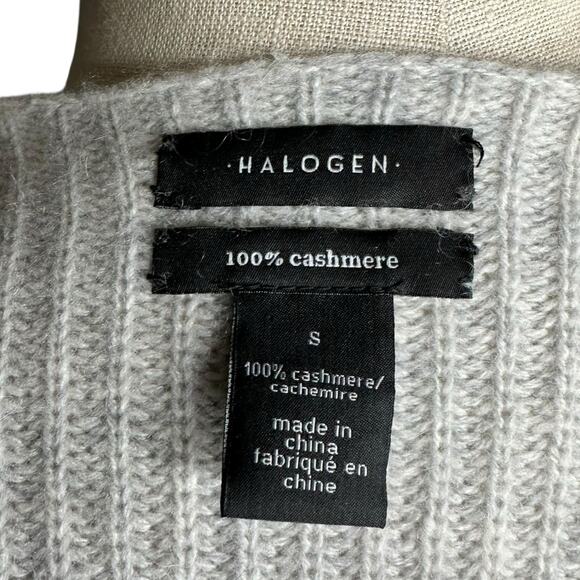 ·HALOGEN·
100% cashmere
S
100% cashmere/
cachemire
made in
china
fabriqué en
chine